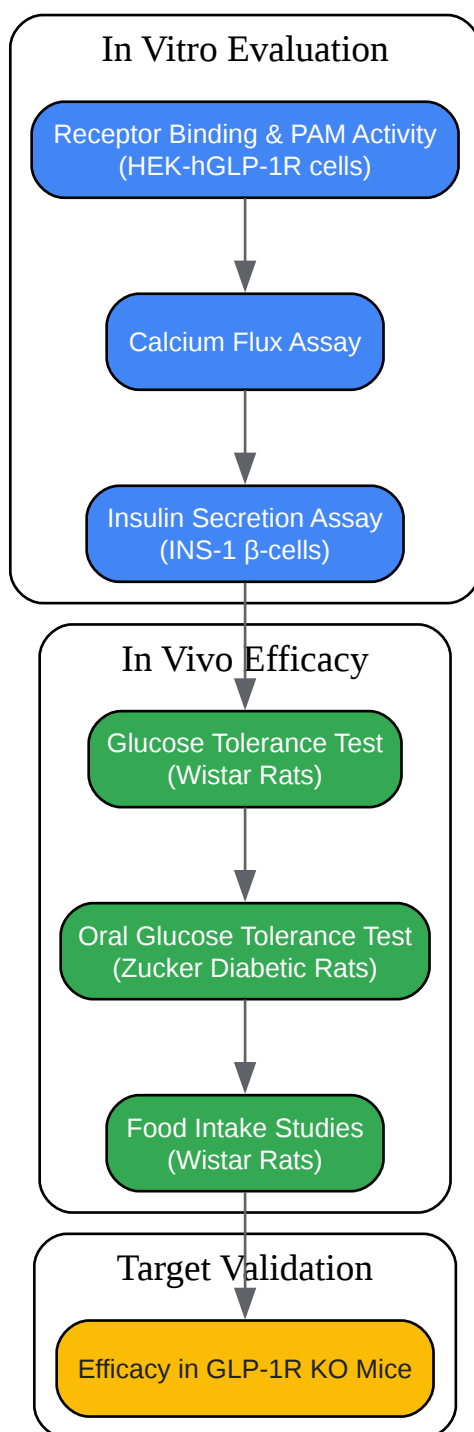 In Vitro Evaluation
Receptor Binding & PAM Activity
(HEK-hGLP-1R cells)
Calcium Flux Assay
Insulin Secretion Assay
(INS-1 β-cells)
In Vivo Efficacy
Glucose Tolerance Test
(Wistar Rats)
Oral Glucose Tolerance Test
(Zucker Diabetic Rats)
Food Intake Studies
(Wistar Rats)
Target Validation
Efficacy in GLP-1R KO Mice